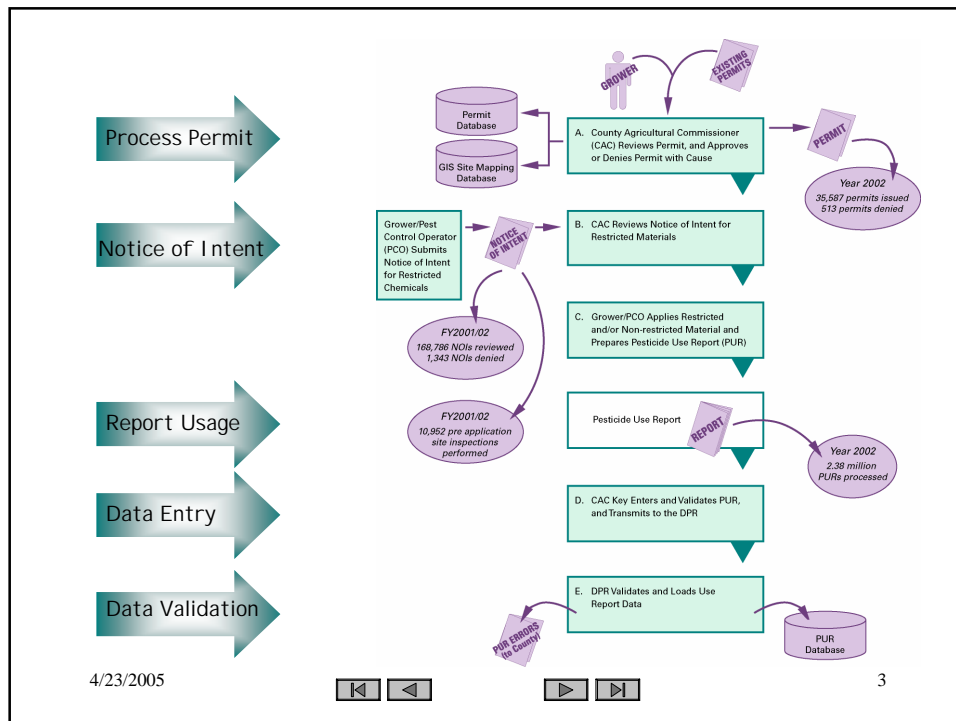 GROWER
EXISTING
PERMITS
Process Permit
Permit
Database
GIS Site Mapping
Database
A. County Agricultural Commissioner
(CAC) Reviews Permit, and Approves
or Denies Permit with Cause
PERMIT
Year 2002
35,587 permits issued
513 permits denied
Notice of Intent
Grower/Pest
Control Operator
(PCO) Submits
Notice of Intent
for Restricted
Chemicals
NOTICE
OF INTENT
B. CAC Reviews Notice of Intent for
Restricted Materials
FY2001/02
168,786 NOIs reviewed
1,343 NOIs denied
C. Grower/PCO Applies Restricted
and/or Non-restricted Material and
Prepares Pesticide Use Report (PUR)
Report Usage
FY2001/02
10,952 pre application
site inspections
performed
Pesticide Use Report
REPORT
Year 2002
2.38 million
PURs processed
Data Entry
D. CAC Key Enters and Validates PUR,
and Transmits to the DPR
Data Validation
E. DPR Validates and Loads Use
Report Data
PUR ERRORS
(to County)
PUR
Database
4/23/2005
3